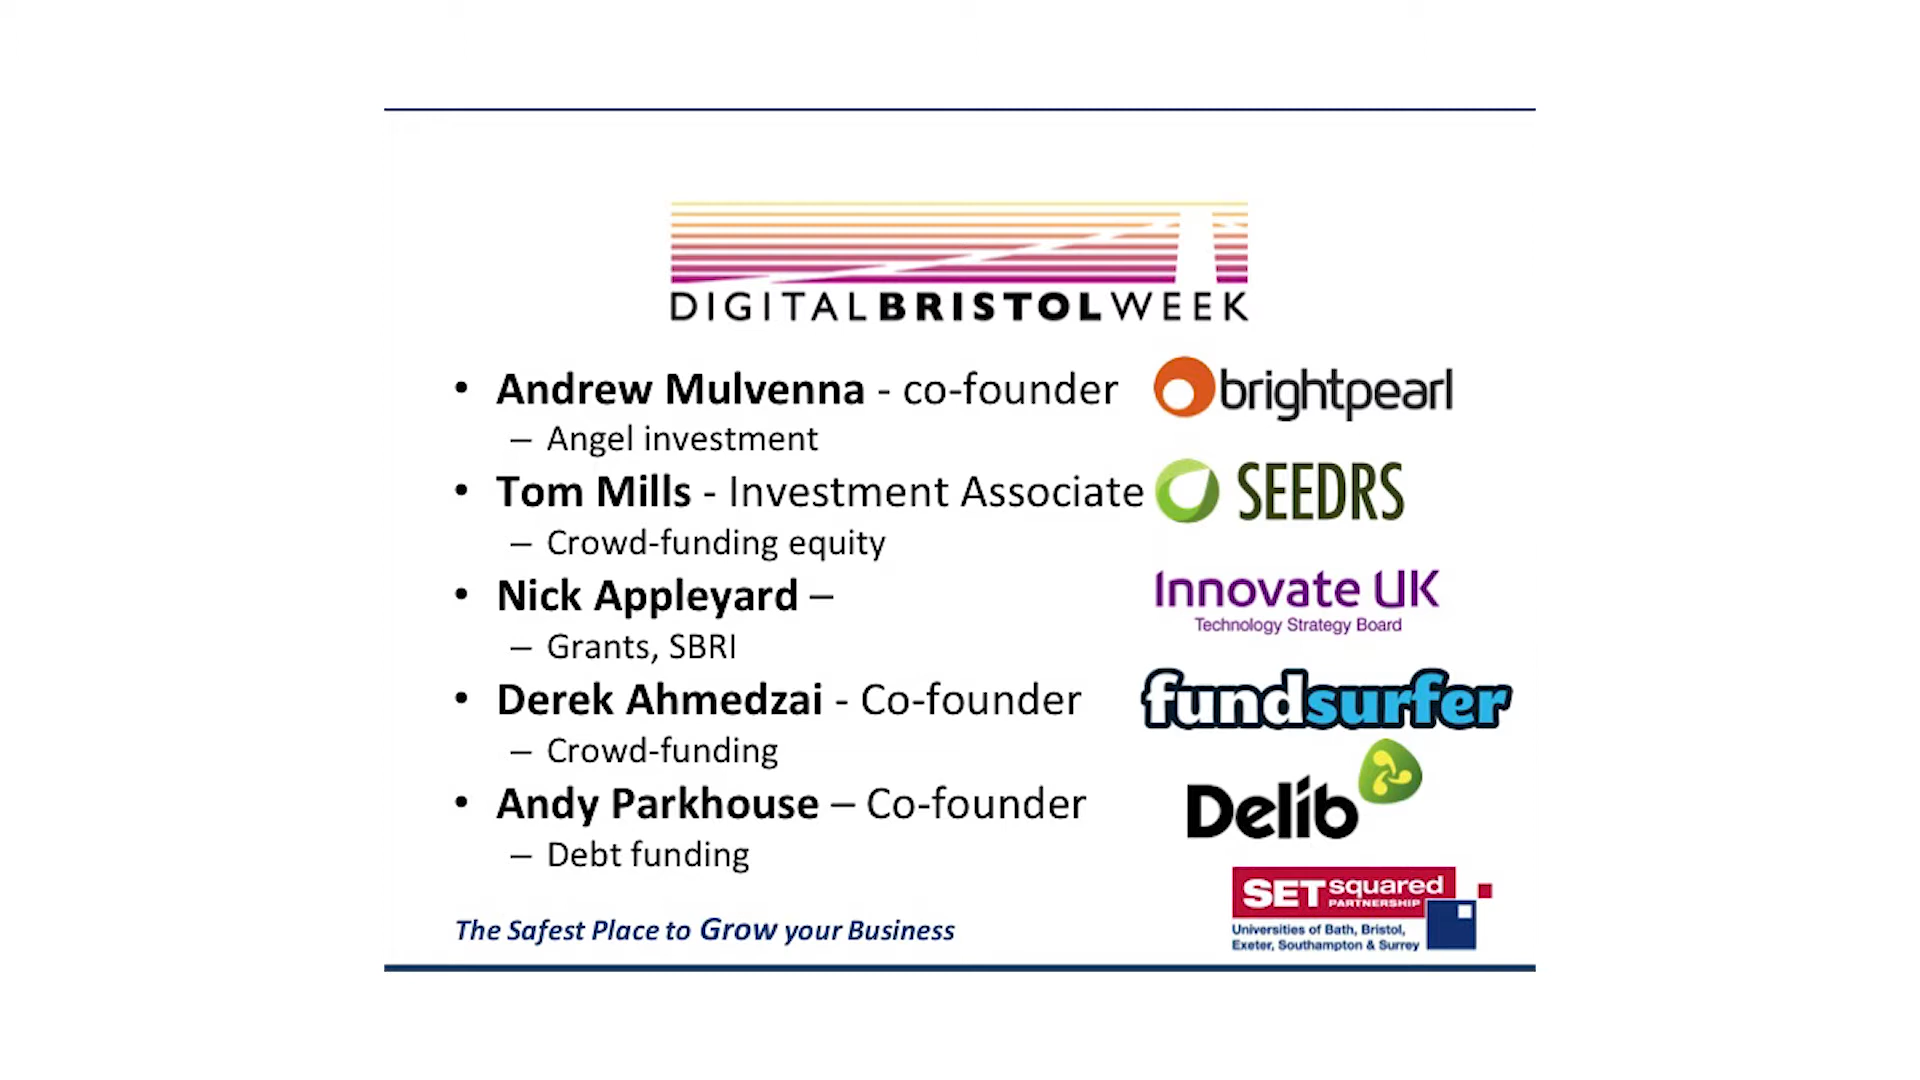 DIGITALBRISTOLWEEK
• Andrew Mulvenna - co-founder brightpearl
– Angel investment
• Tom Mills - Investment Associate SEEDRS
– Crowd-funding equity
• Nick Appleyard – Innovate UK
Technology Strategy Board
– Grants, SBRI
• Derek Ahmedzai - Co-founder fundsurfer
– Crowd-funding
• Andy Parkhouse – Co-founder Delib
– Debt funding
The Safest Place to Grow your Business
SETsquared
PARTNERSHIP
Universities of Bath, Bristol,
Exeter, Southampton & Surrey